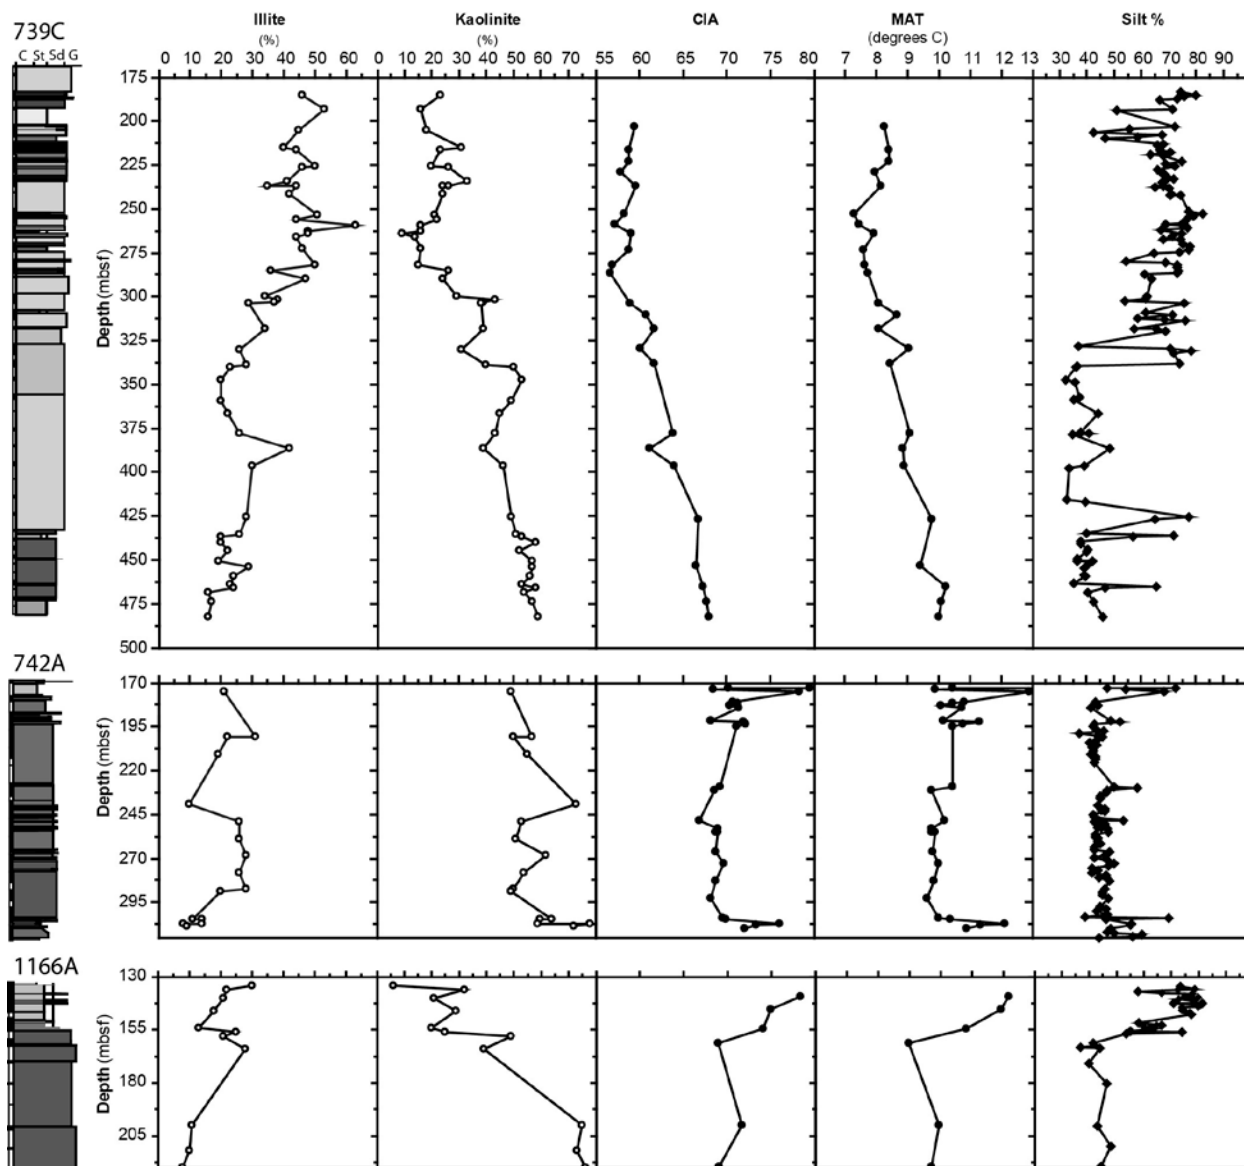 739C
C St Sd G
Illite
(%)
Kaolinite
(%)
CIA
MAT
(degrees C)
Silt %
0 10 20 30 40 50 60
0 10 20 30 40 50 60 70
55 60 65 70 75 80
7 8 9 10 11 12 13
30 40 50 60 70 80 90
Depth (mbsf)
175
200
225
250
275
300
325
350
375
400
425
450
475
500
742A
Depth (mbsf)
170
195
220
245
270
295
1166A
Depth (mbsf)
130
155
180
205